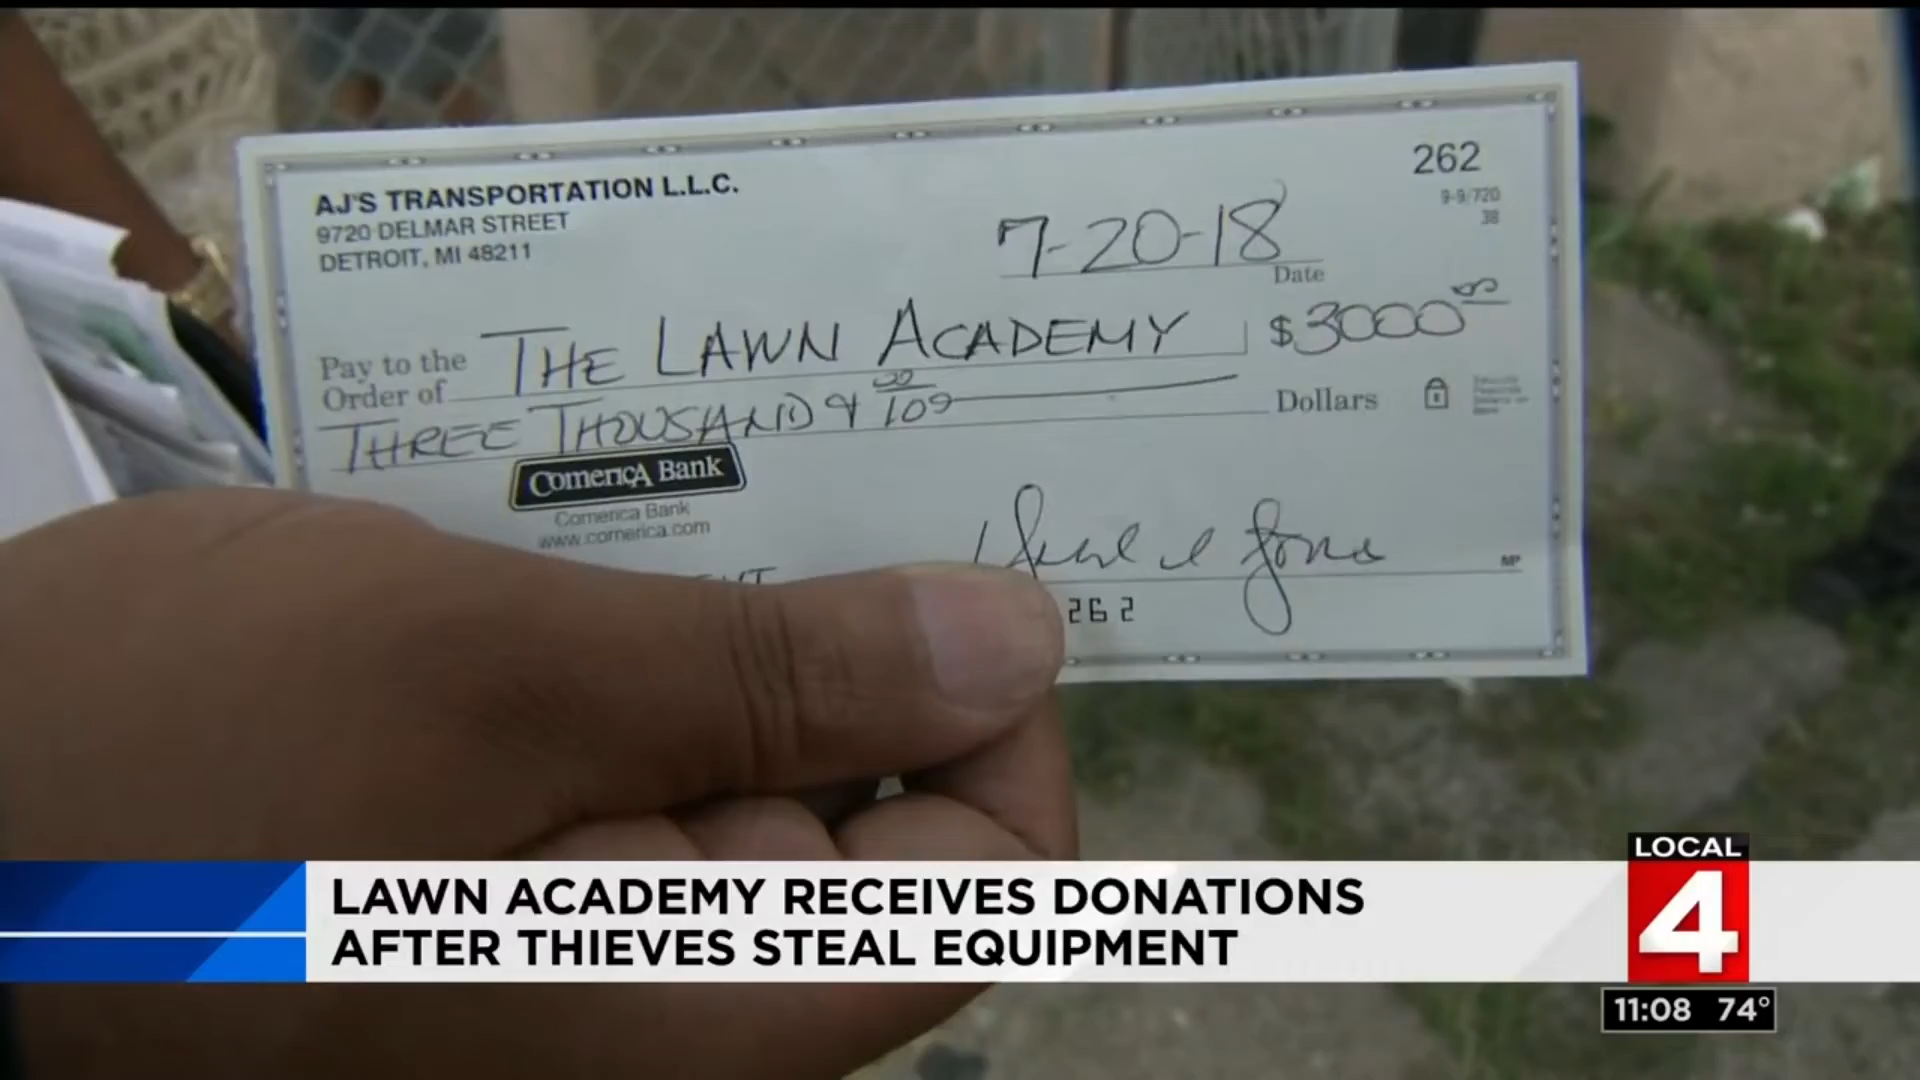 262
9-9/720
38
AJ'S TRANSPORTATION L.L.C.
9720 DELMAR STREET
DETROIT, MI 48211
7-20-18
Date
Pay to the
Order of
THE LAWN ACADEMY
$3000 00
THREE THOUSAND & 00/100
Dollars
ComericA Bank
Comerica Bank
www.comerica.com
MP
262
LAWN ACADEMY RECEIVES DONATIONS
AFTER THIEVES STEAL EQUIPMENT
LOCAL
4
11:08 74°